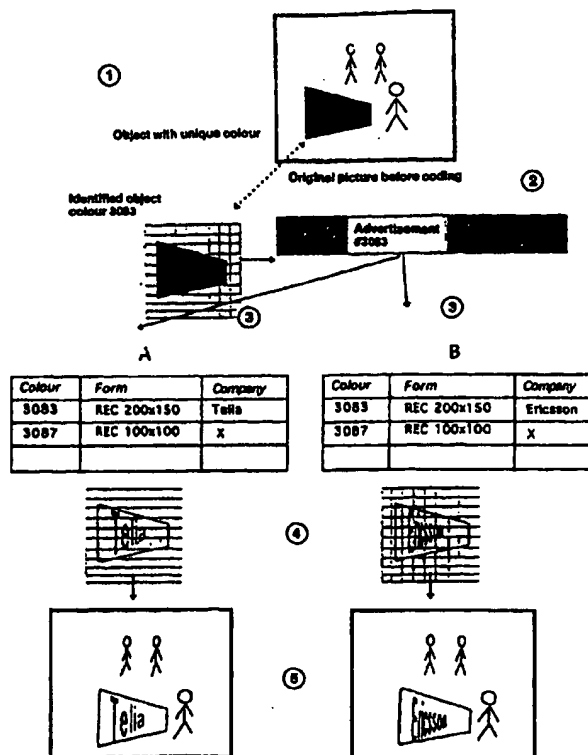 ①
Object with unique colour
Original picture before coding
Identified object
colour 3083
②
Advertisement
#3083
③
③
A
B
Colour Form Company
3083 REC 200x150 Telia
3087 REC 100x100 X
Colour Form Company
3083 REC 200x150 Ericsson
3087 REC 100x100 X
Telia
④
Ericsson
⑤
Telia
Ericsson